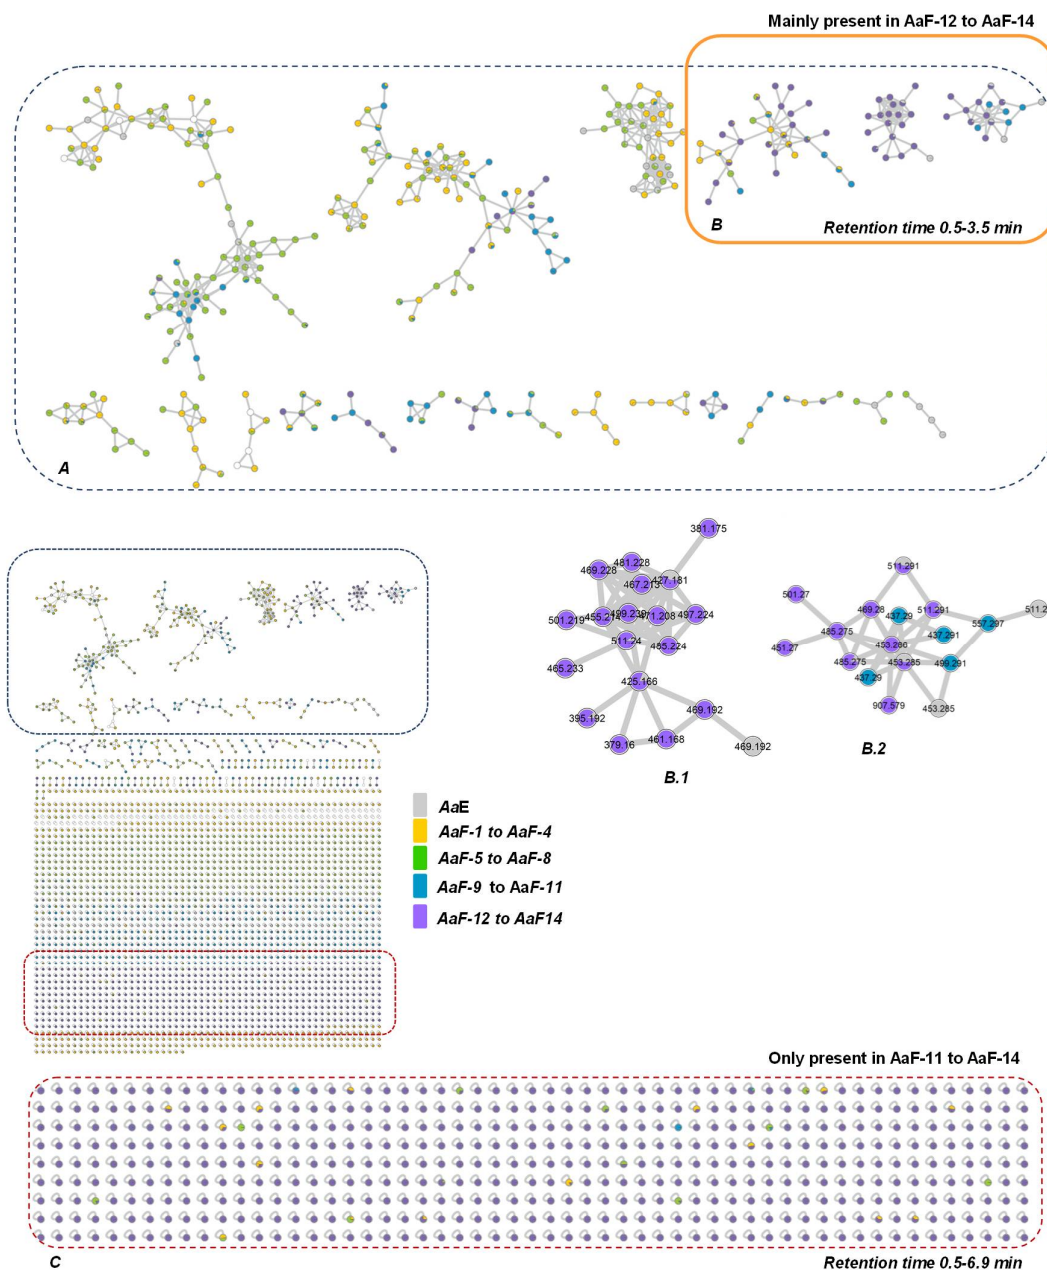 Mainly present in AaF-12 to AaF-14
B
Retention time 0.5-3.5 min
A
381.175
481.228
469.228
427.181
467.213
501.219
455.214
471.208
497.224
511.24
485.224
465.233
425.166
395.192
469.192
379.16
461.168
469.192
B.1
511.291
501.27
469.28
511.291
437.29
557.297
485.275
437.291
451.27
485.275
453.285
499.291
437.29
907.579
453.285
B.2
AaE
AaF-1 to AaF-4
AaF-5 to AaF-8
AaF-9 to AaF-11
AaF-12 to AaF14
Only present in AaF-11 to AaF-14
C
Retention time 0.5-6.9 min